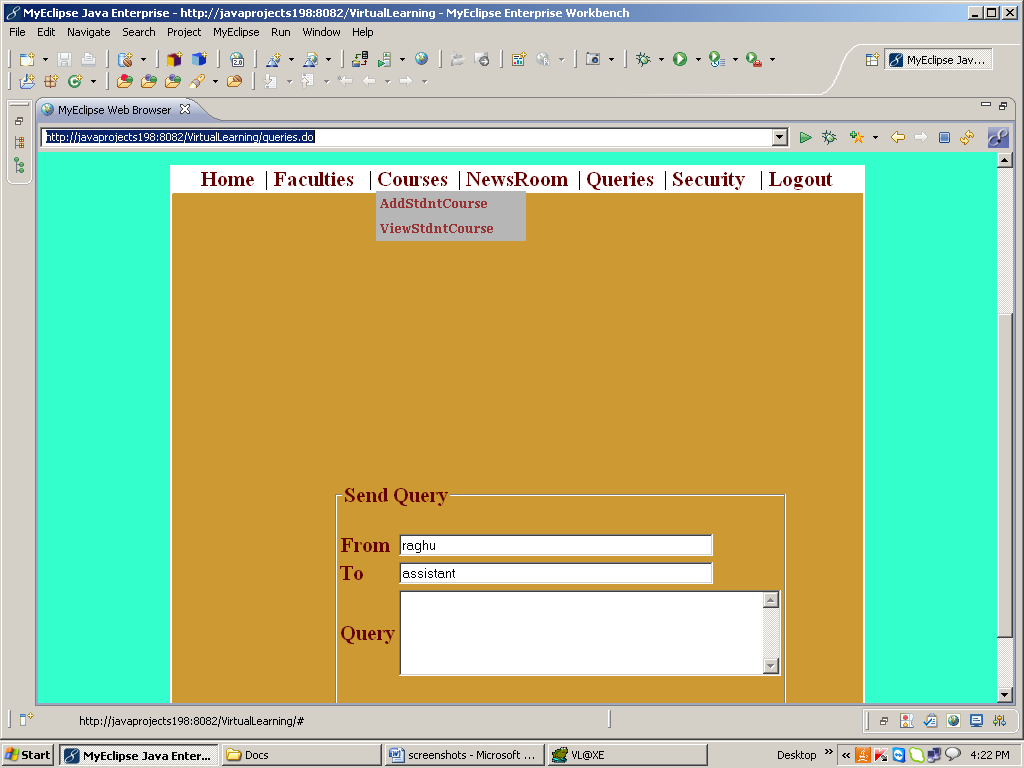 MyEclipse Java Enterprise - http://javaprojects198:8082/VirtualLearning - MyEclipse Enterprise Workbench
File Edit Navigate Search Project MyEclipse Run Window Help
2.0
MyEclipse Jav...
MyEclipse Web Browser
http://javaprojects198:8082/VirtualLearning/queries.do
Home | Faculties | Courses | NewsRoom | Queries | Security | Logout
AddStdntCourse
ViewStdntCourse
Send Query
From raghu
To assistant
Query
http://javaprojects198:8082/VirtualLearning/#
Start MyEclipse Java Enter... Docs screenshots - Microsoft ... VL@XE Desktop » « 4:22 PM